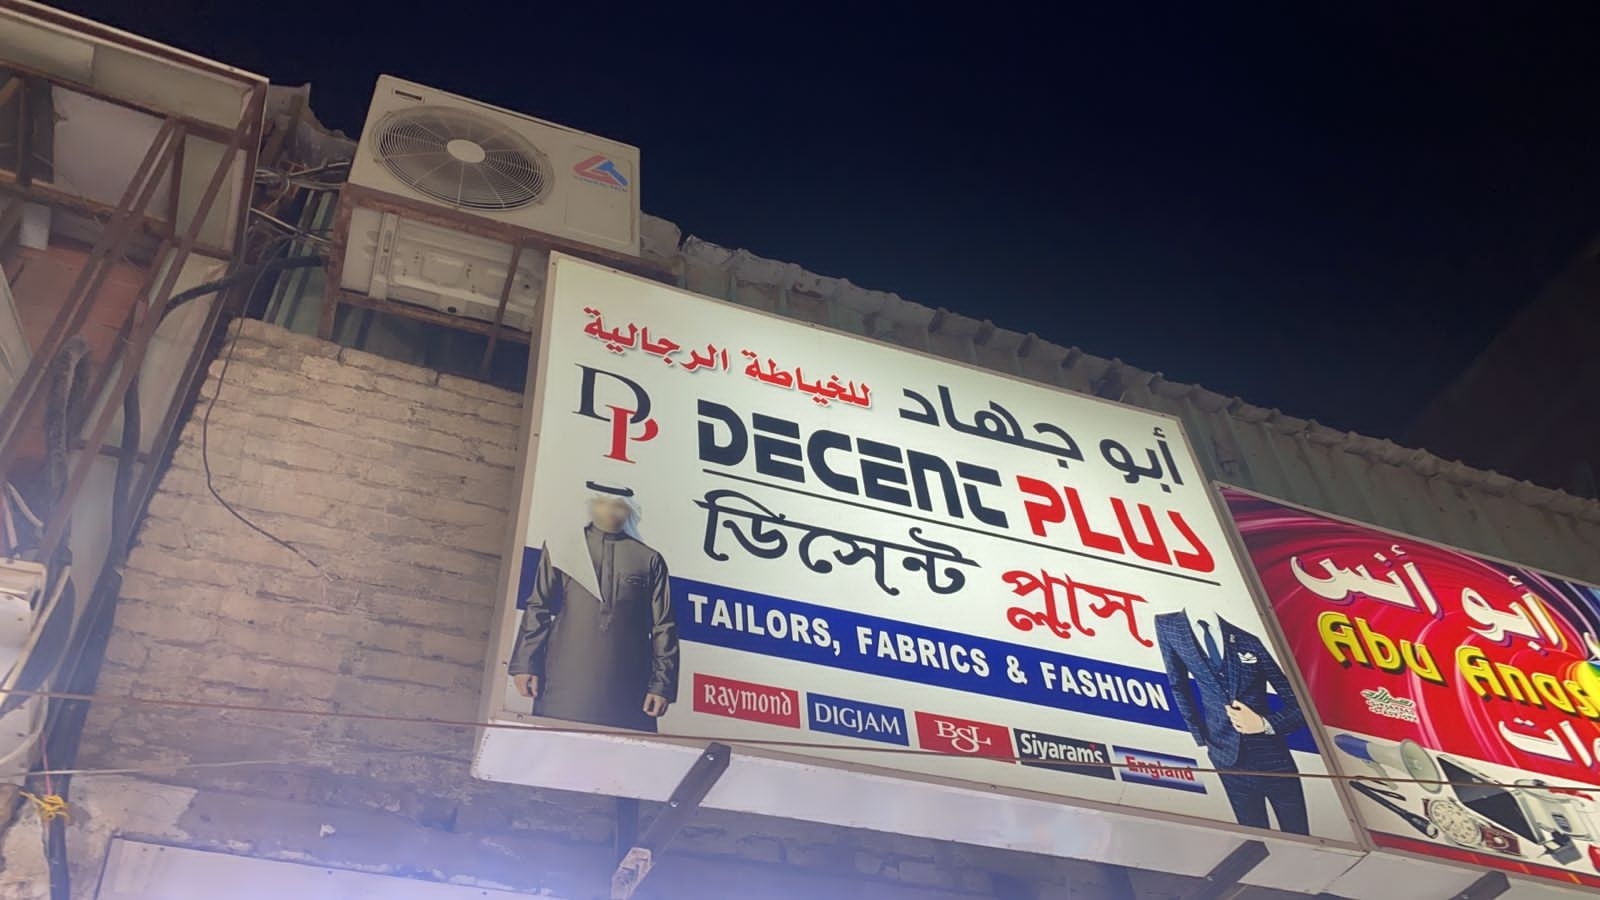 أبو جهاد للخياطة الرجالية
DP
DECENT PLUS
ডিসেন্ট প্লাস
TAILORS, FABRICS & FASHION
Raymond
DIGJAM
BSL
Siyaram's
England
أبو أنس
Abu Anas